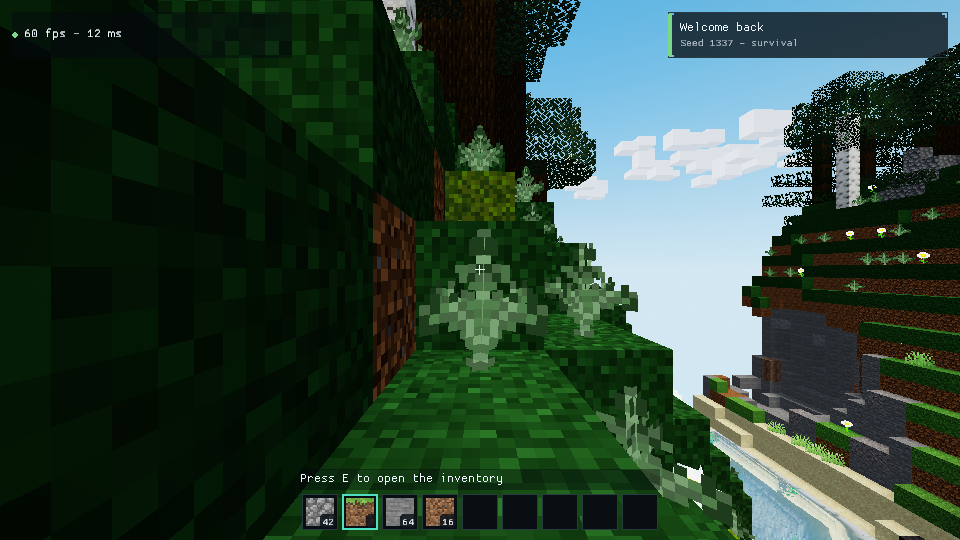 60 fps - 12 ms
Welcome back
Seed 1337 - survival
Press E to open the inventory
42
64
16